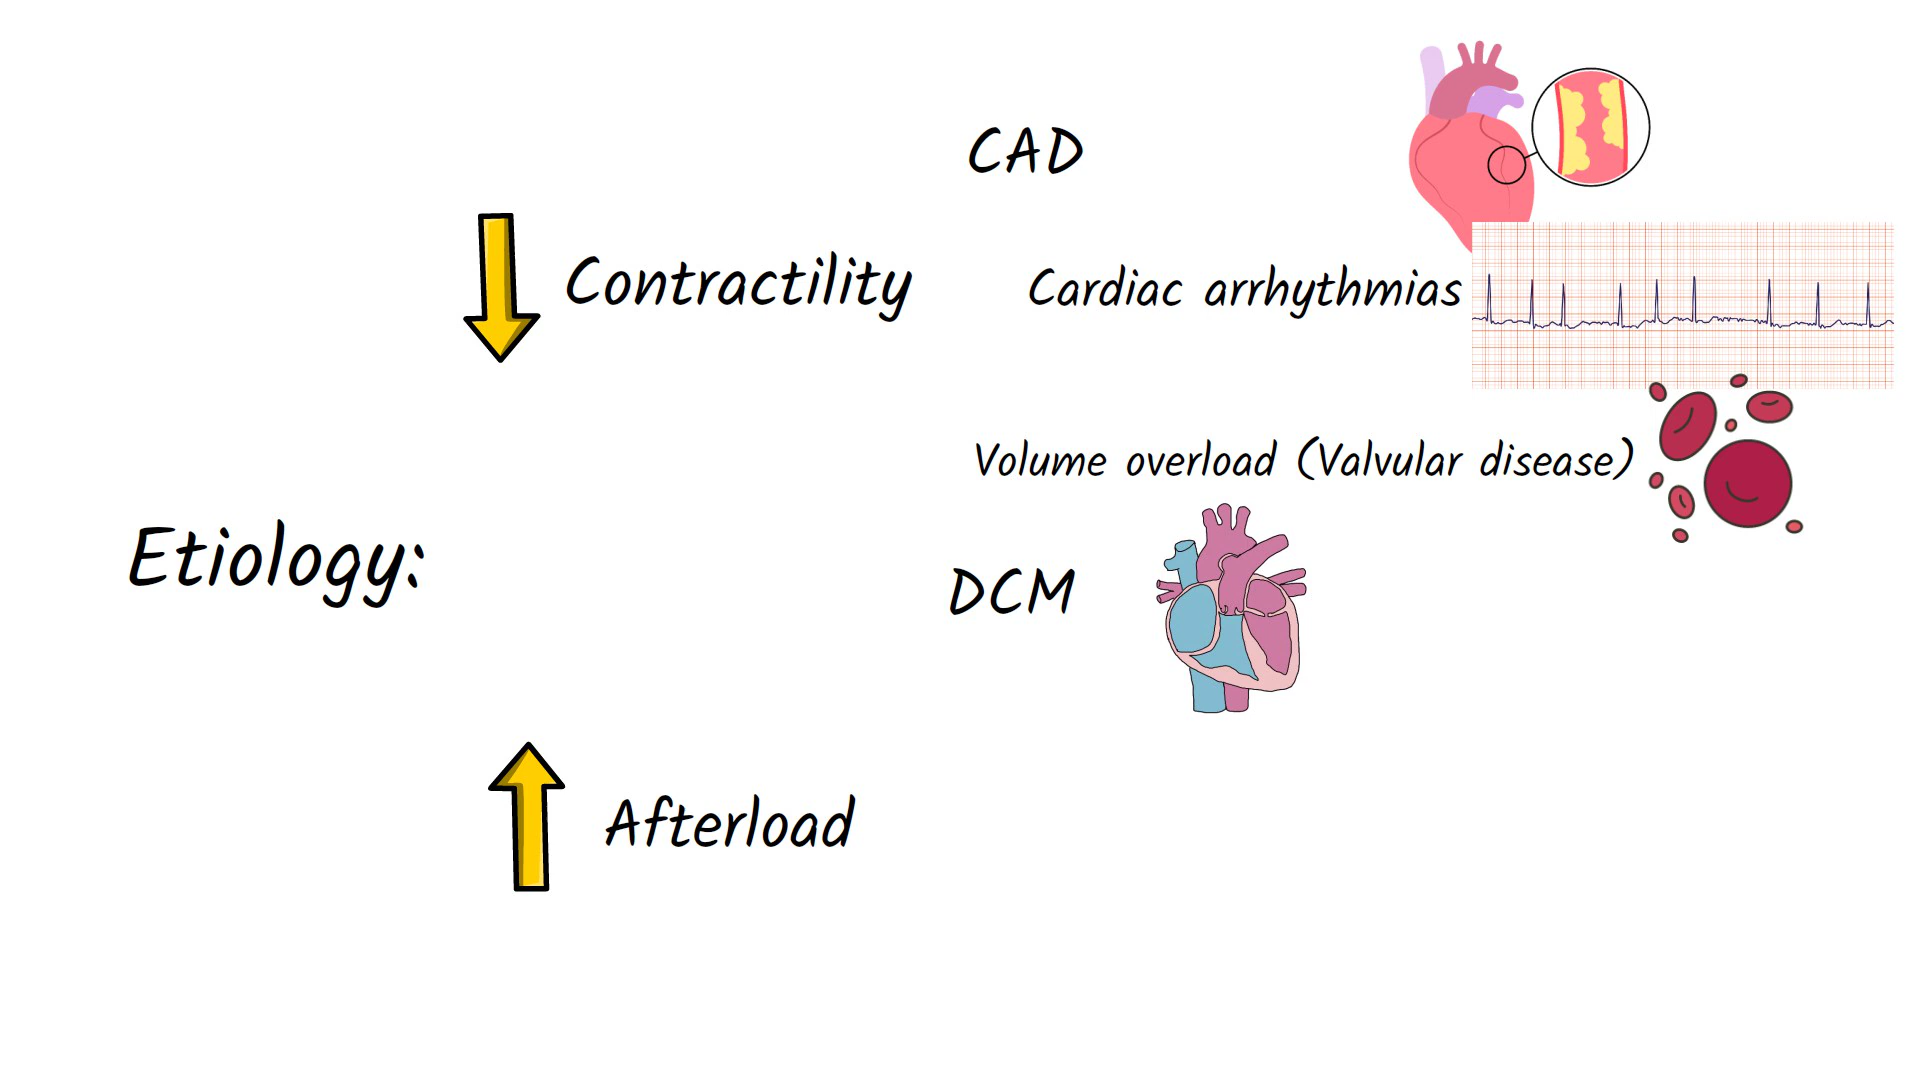 CAD
Contractility
Cardiac arrhythmias
Volume overload (Valvular disease)
Etiology:
DCM
Afterload